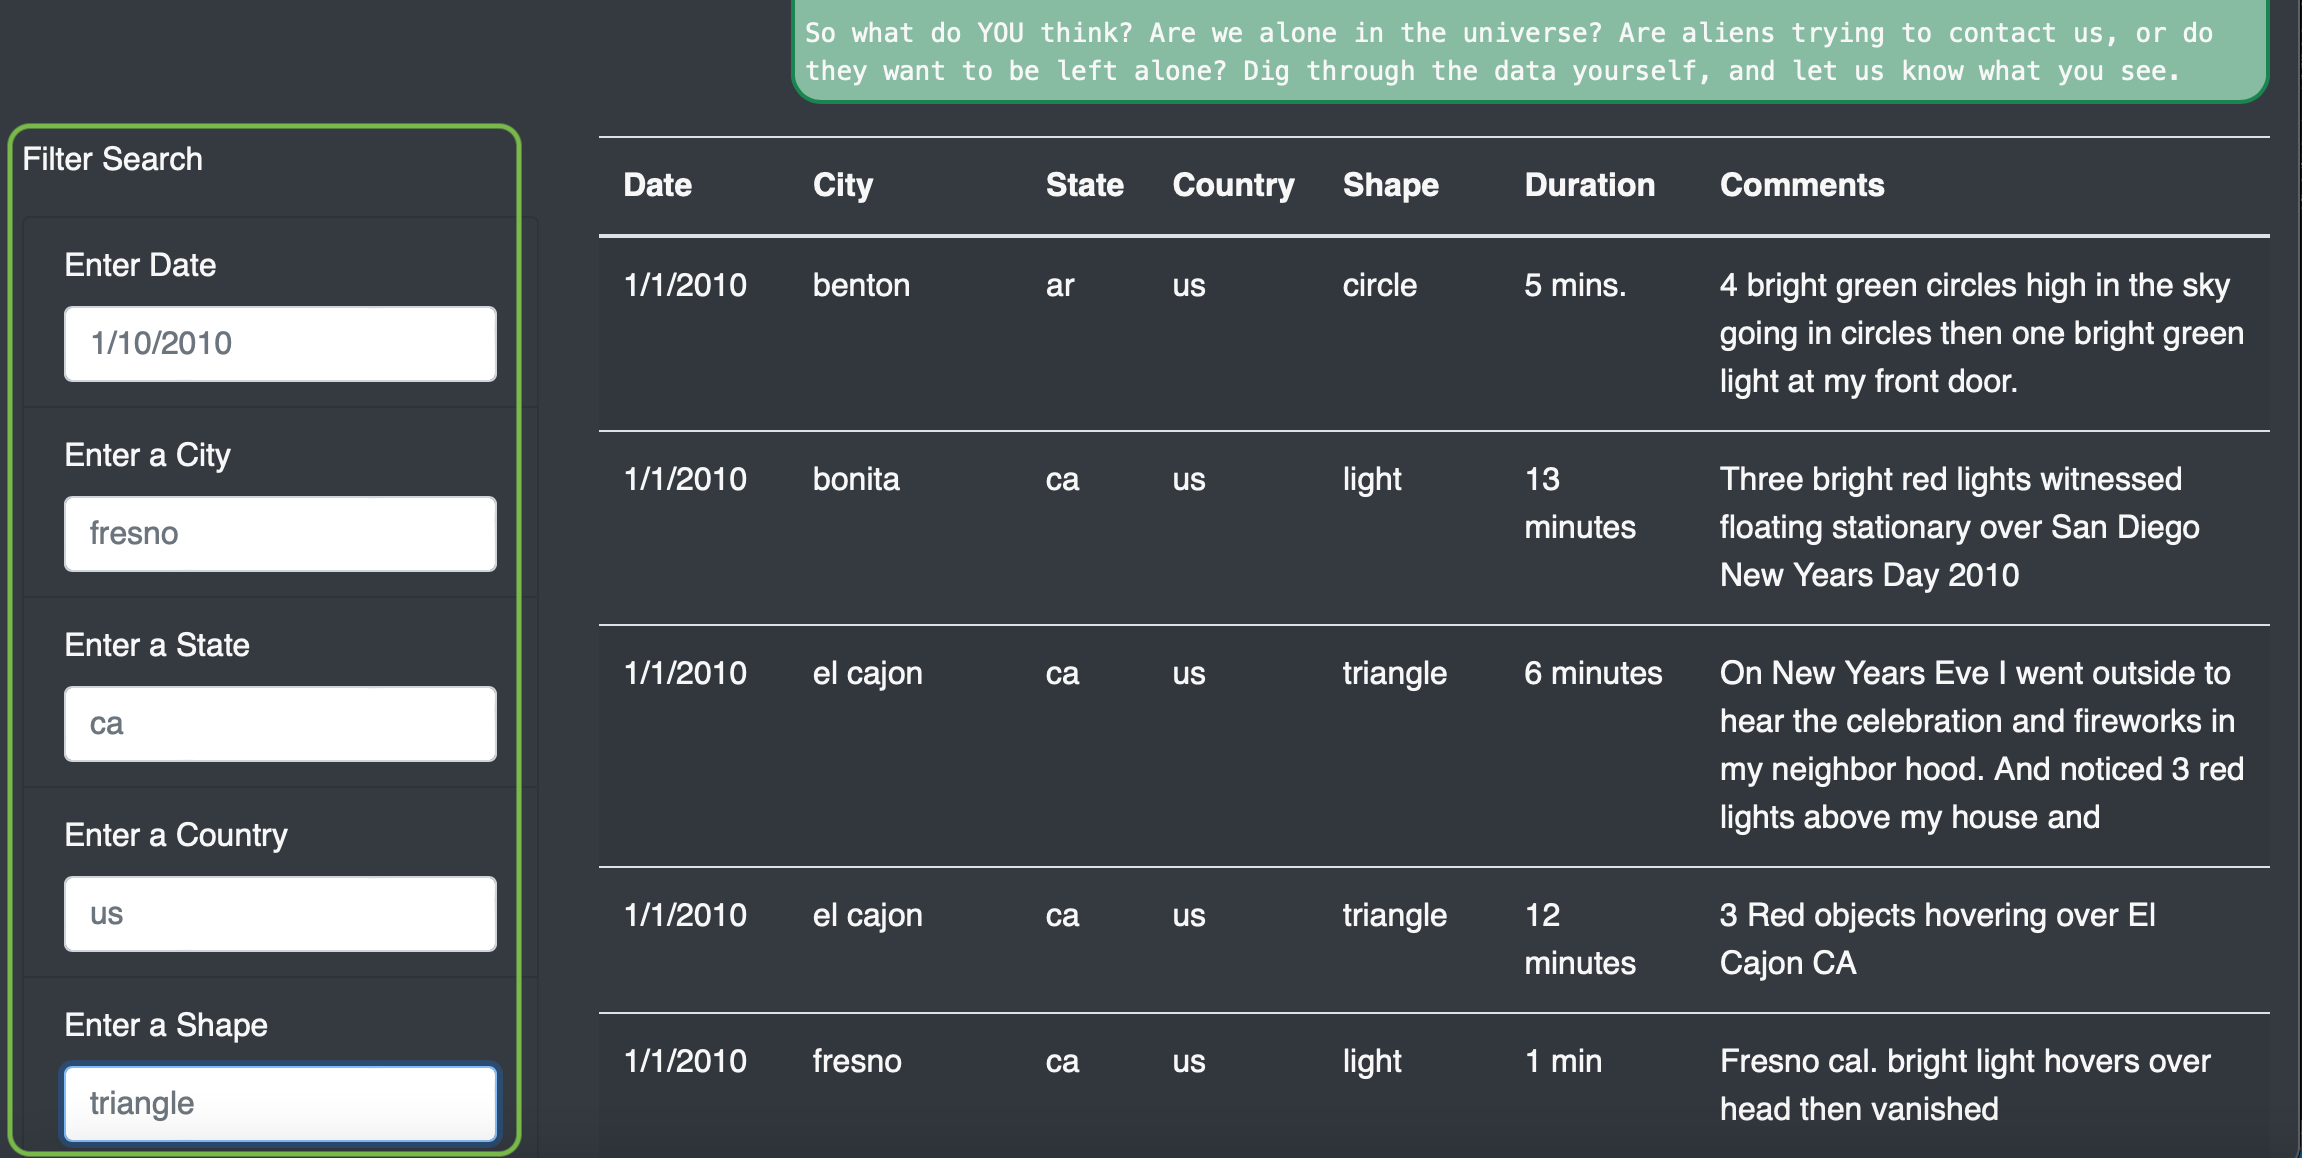 So what do YOU think? Are we alone in the universe? Are aliens trying to contact us, or do
they want to be left alone? Dig through the data yourself, and let us know what you see.
Filter Search
Enter Date
1/10/2010
Enter a City
fresno
Enter a State
ca
Enter a Country
us
Enter a Shape
triangle
Date City State Country Shape Duration Comments
1/1/2010 benton ar us circle 5 mins. 4 bright green circles high in the sky
going in circles then one bright green
light at my front door.
1/1/2010 bonita ca us light 13 Three bright red lights witnessed
minutes floating stationary over San Diego
New Years Day 2010
1/1/2010 el cajon ca us triangle 6 minutes On New Years Eve I went outside to
hear the celebration and fireworks in
my neighbor hood. And noticed 3 red
lights above my house and
1/1/2010 el cajon ca us triangle 12 3 Red objects hovering over El
minutes Cajon CA
1/1/2010 fresno ca us light 1 min Fresno cal. bright light hovers over
head then vanished